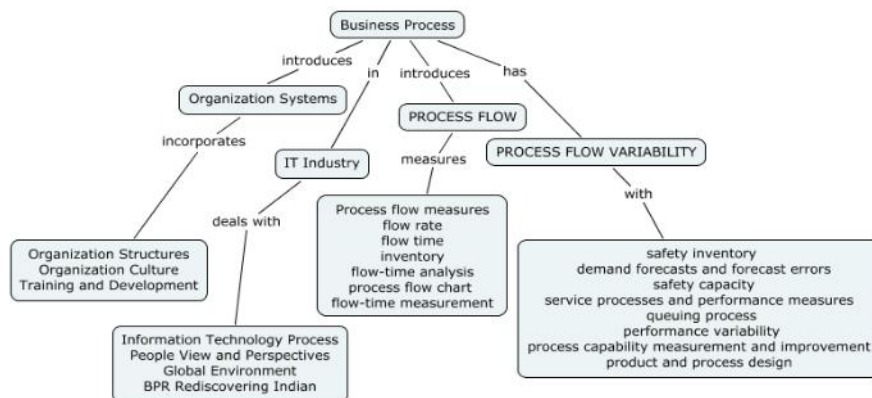 Business Process
introduces
in
introduces
has
Organization Systems
PROCESS FLOW
incorporates
IT Industry
measures
PROCESS FLOW VARIABILITY
deals with
with
Organization Structures
Organization Culture
Training and Development
Process flow measures
flow rate
flow time
inventory
flow-time analysis
process flow chart
flow-time measurement
safety inventory
demand forecasts and forecast errors
safety capacity
service processes and performance measures
queuing process
performance variability
process capability measurement and improvement
product and process design
Information Technology Process
People View and Perspectives
Global Environment
BPR Rediscovering Indian